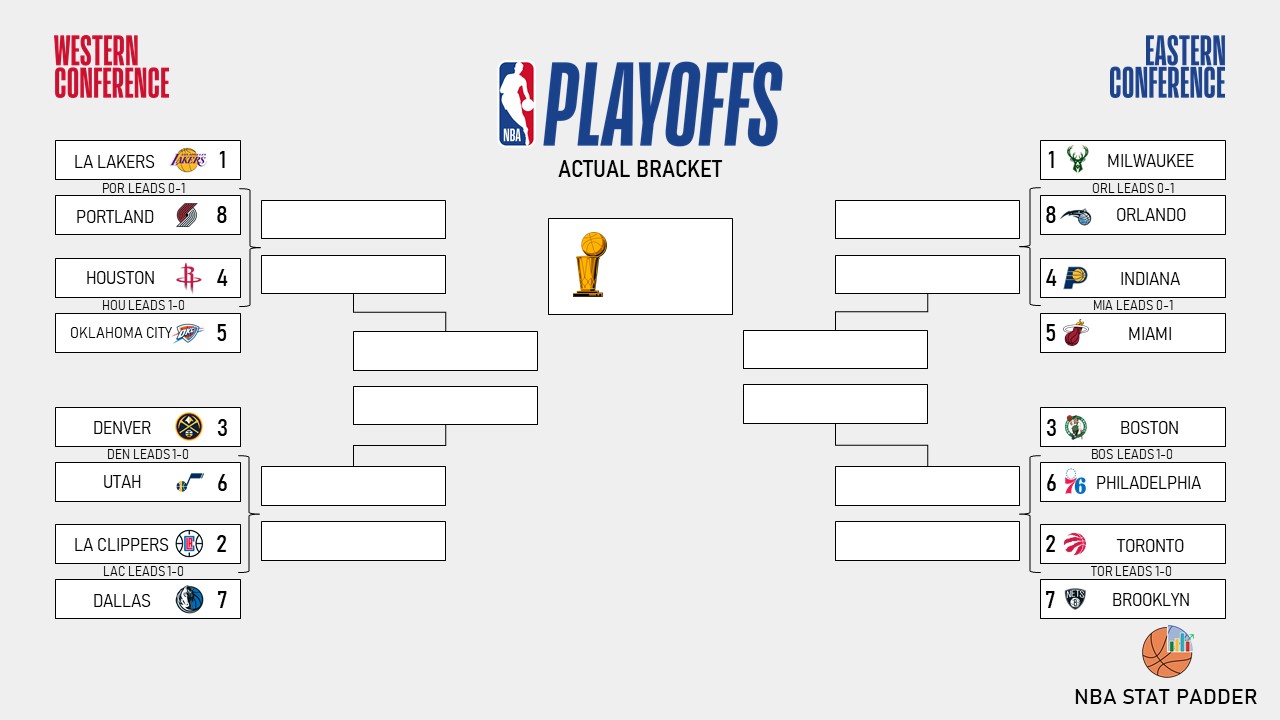 WESTERN
CONFERENCE
EASTERN
CONFERENCE
NBA
PLAYOFFS
ACTUAL BRACKET
LA LAKERS LAKERS 1
POR LEADS 0-1
PORTLAND 8
HOUSTON R 4
HOU LEADS 1-0
OKLAHOMA CITY OKC 5
DENVER 3
DEN LEADS 1-0
UTAH 6
LA CLIPPERS 2
LAC LEADS 1-0
DALLAS 7
1 MILWAUKEE
ORL LEADS 0-1
8 ORLANDO
4 INDIANA
MIA LEADS 0-1
5 MIAMI
3 BOSTON
BOS LEADS 1-0
6 76 PHILADELPHIA
2 TORONTO
TOR LEADS 1-0
7 NETS B BROOKLYN
NBA STAT PADDER